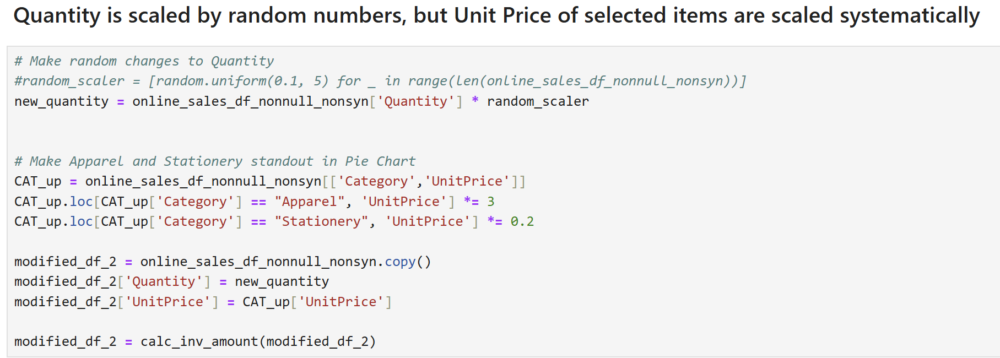 Quantity is scaled by random numbers, but Unit Price of selected items are scaled systematically
# Make random changes to Quantity
#random_scaler = [random.uniform(0.1, 5) for _ in range(len(online_sales_df_nonnull_nonsyn))]
new_quantity = online_sales_df_nonnull_nonsyn['Quantity'] * random_scaler
# Make Apparel and Stationery standout in Pie Chart
CAT_up = online_sales_df_nonnull_nonsyn[['Category','UnitPrice']]
CAT_up.loc[CAT_up['Category'] == "Apparel", 'UnitPrice'] *= 3
CAT_up.loc[CAT_up['Category'] == "Stationery", 'UnitPrice'] *= 0.2
modified_df_2 = online_sales_df_nonnull_nonsyn.copy()
modified_df_2['Quantity'] = new_quantity
modified_df_2['UnitPrice'] = CAT_up['UnitPrice']
modified_df_2 = calc_inv_amount(modified_df_2)